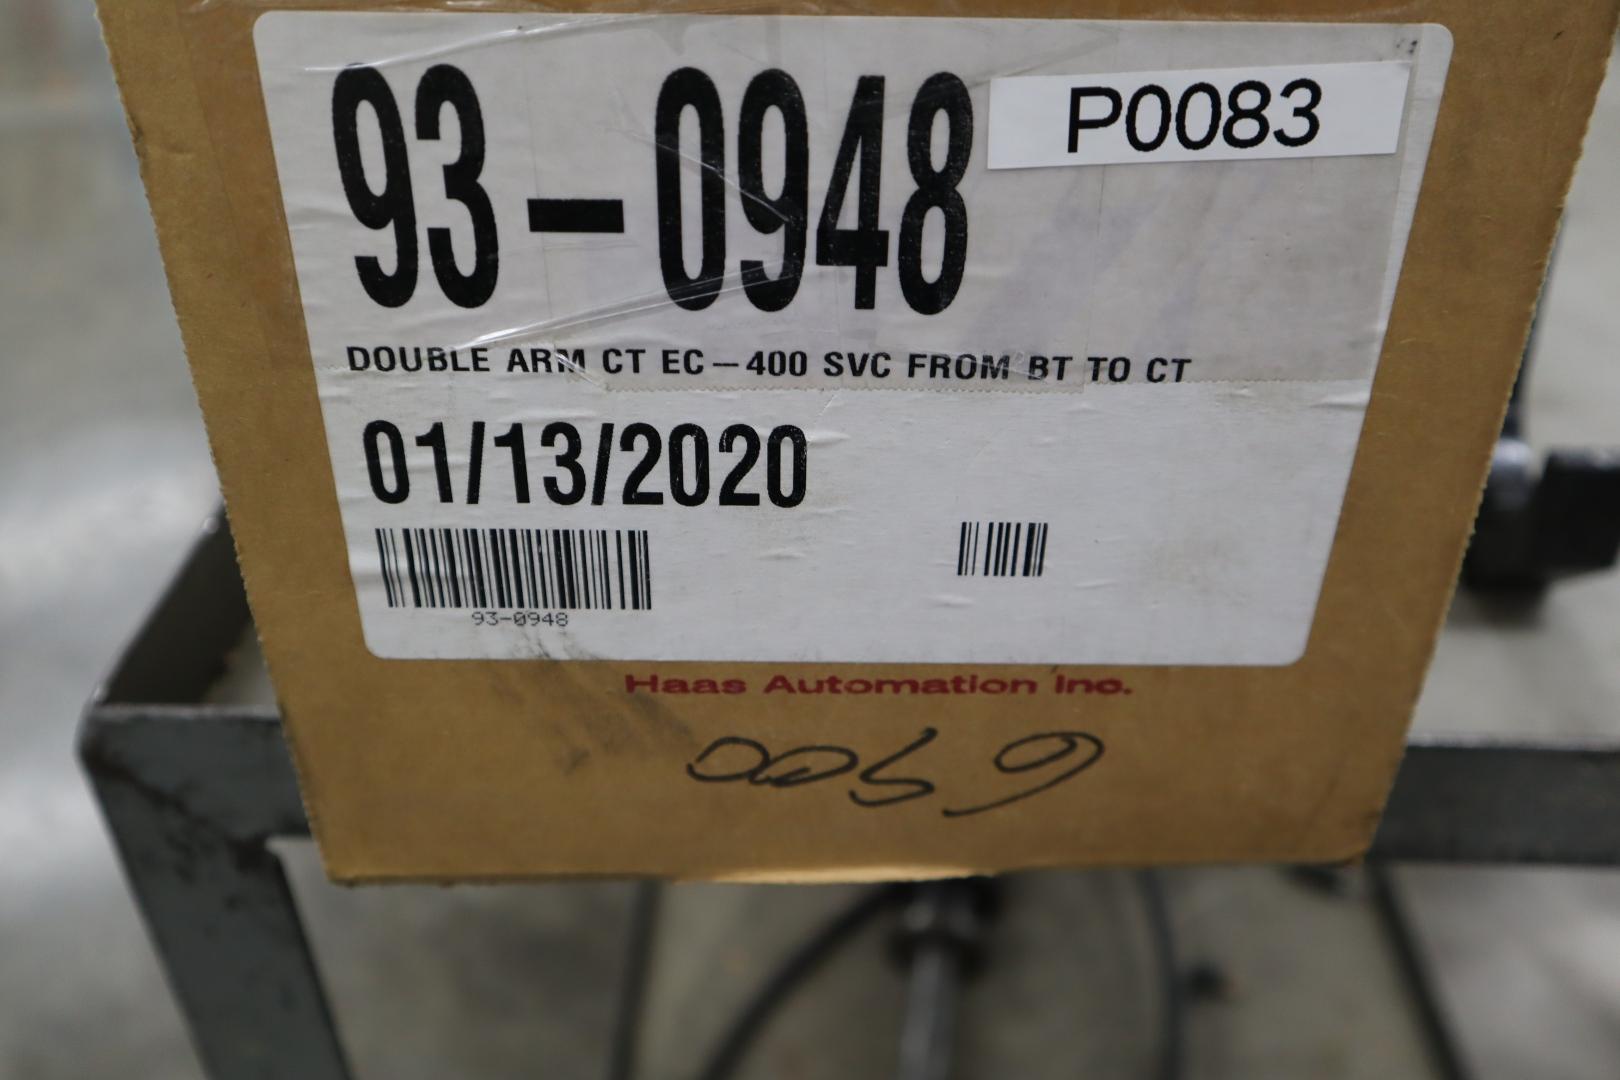 93-0948
P0083
DOUBLE ARM CT EC-400 SVC FROM BT TO CT
01/13/2020
93-0948
Haas Automation Inc.